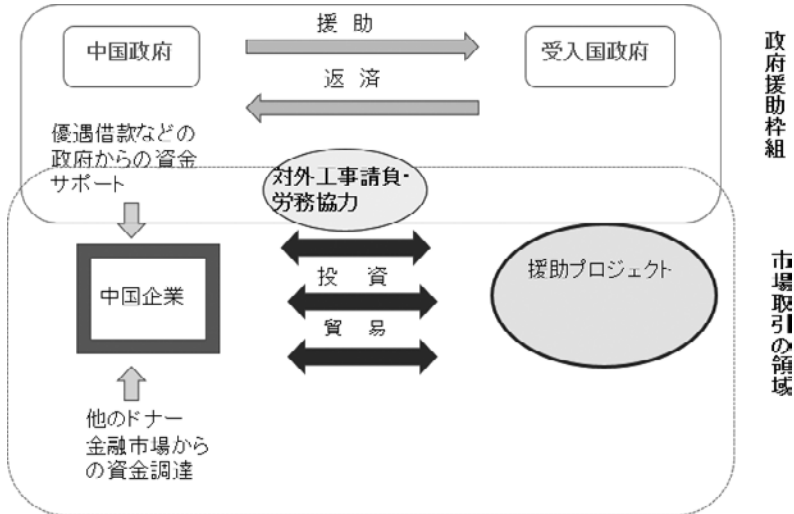 援 助
中国政府
受入国政府
返 済
優遇借款などの
政府からの資金
サポート
対外工事請負・
労務協力
投 資
貿 易
中国企業
援助プロジェクト
他のドナー
金融市場から
の資金調達
政府援助枠組
市場取引の領域